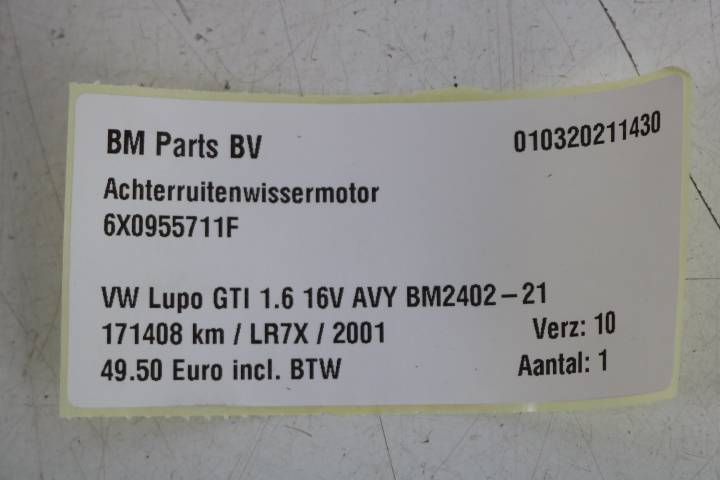 BM Parts BV 010320211430
Achterruitenwissermotor
6X0955711F
VW Lupo GTI 1.6 16V AVY BM2402-21
171408 km / LR7X / 2001 Verz: 10
49.50 Euro incl. BTW Aantal: 1